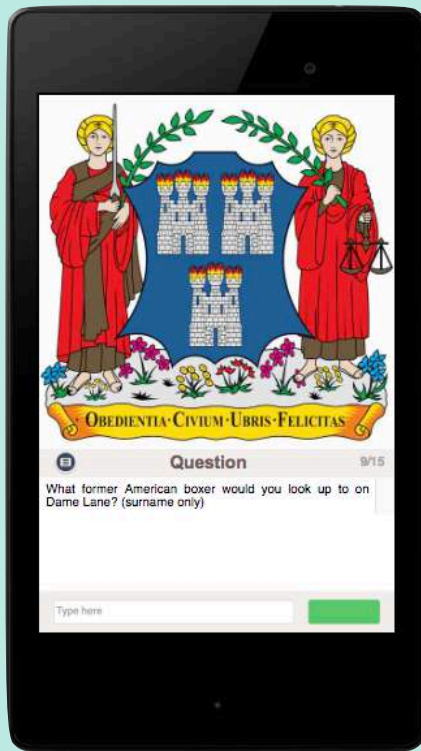 OBEDIENTIA·CIVIUM·URBIS·FELICITAS
Question 9/15
What former American boxer would you look up to on
Dame Lane? (surname only)
Type here